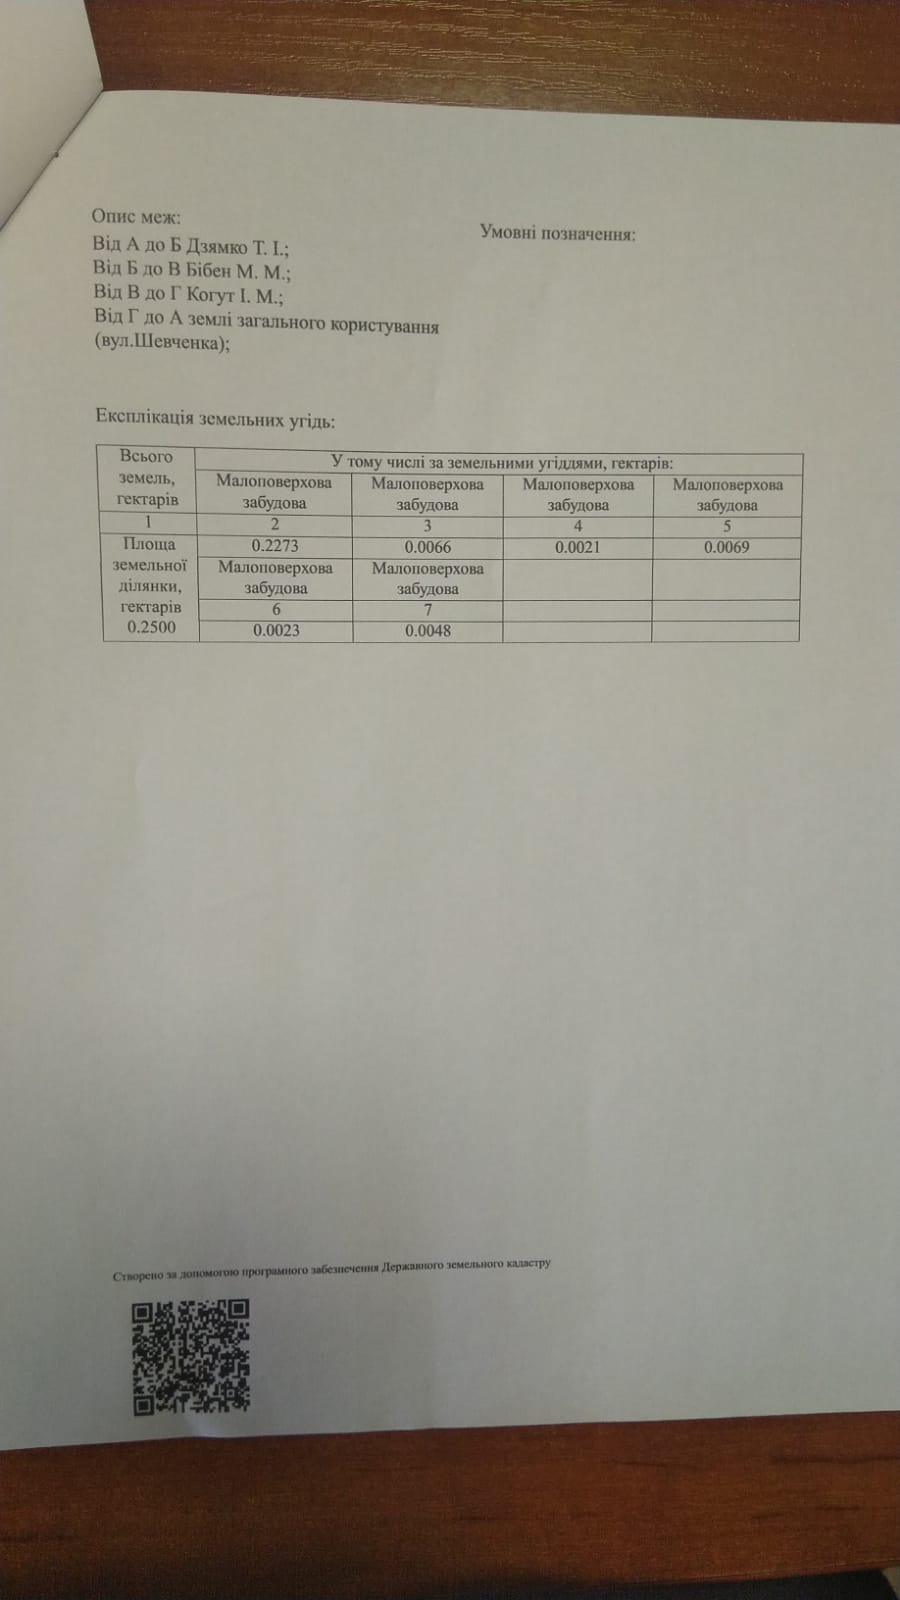 Опис меж:
Умовні позначення:
Від А до Б Дзямко Т. І.;
Від Б до В Бібен М. М.;
Від В до Г Когут І. М.;
Від Г до А землі загального користування
(вул.Шевченка);
Експлікація земельних угідь:
Всього земель, гектарів
У тому числі за земельними угіддями, гектарів:
Малоповерхова забудова Малоповерхова забудова Малоповерхова забудова Малоповерхова забудова
1 2 3 4 5
Площа земельної ділянки, гектарів 0.2500
0.2273 0.0066 0.0021 0.0069
Малоповерхова забудова Малоповерхова забудова
6 7
0.0023 0.0048
Створено за допомогою програмного забезпечення Державного земельного кадастру